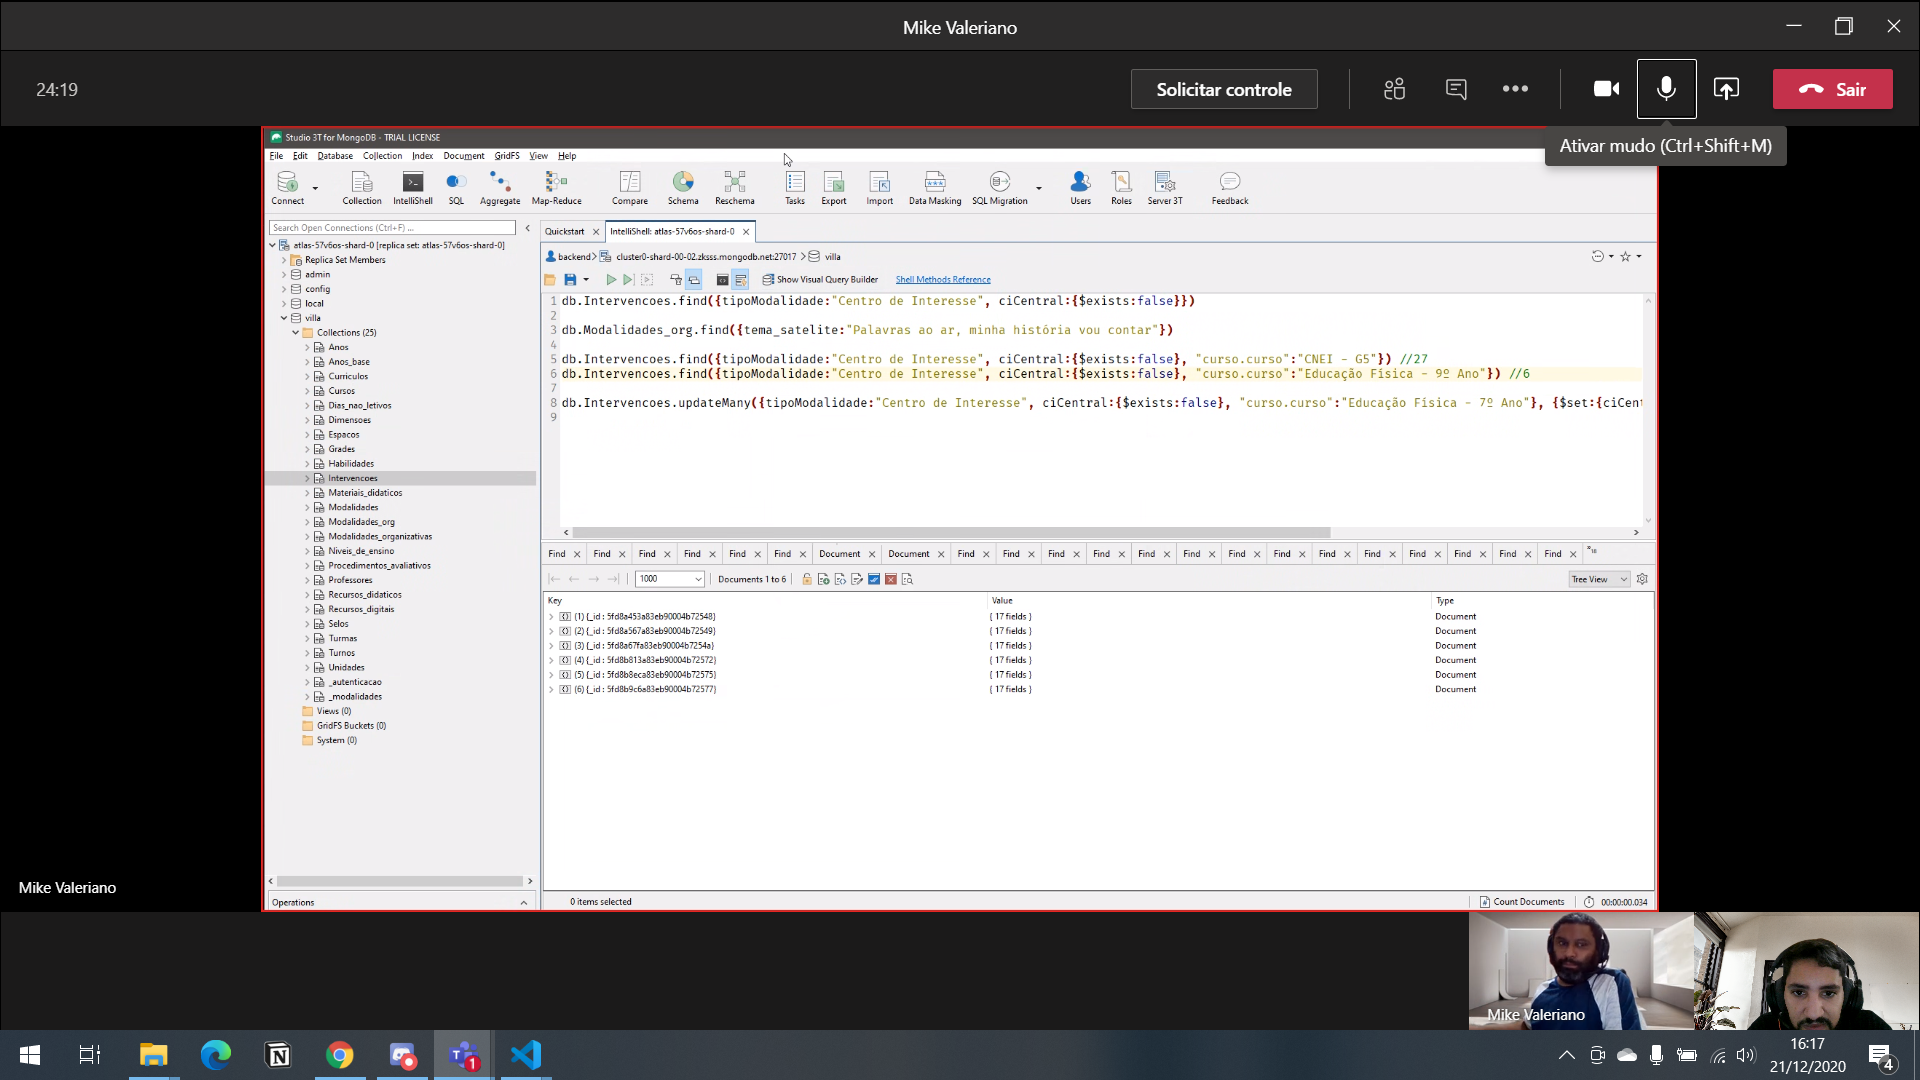 Mike Valeriano
24:19
Solicitar controle
Sair
Ativar mudo (Ctrl+Shift+M)
Studio 3T for MongoDB - TRIAL LICENSE
File Edit Database Collection Index Document GridFS View Help
Connect Collection IntelliShell SQL Aggregate Map-Reduce Compare Schema Reschema Tasks Export Import Data Masking SQL Migration Users Roles Server 3T Feedback
Search Open Connections (Ctrl+F) ...
atlas-57v6os-shard-0 [replica set: atlas-57v6os-shard-0]
Replica Set Members
admin
config
local
villa
Collections (25)
Anos
Anos_base
Curriculos
Cursos
Dias_nao_letivos
Dimensoes
Espacos
Grades
Habilidades
Intervencoes
Materiais_didaticos
Modalidades
Modalidades_org
Modalidades_organizativas
Niveis_de_ensino
Procedimentos_avaliativos
Professores
Recursos_didaticos
Recursos_digitais
Selos
Turmas
Turnos
Unidades
_autenticacao
_modalidades
Views (0)
GridFS Buckets (0)
System (0)
Operations
Quickstart IntelliShell: atlas-57v6os-shard-0
backend> cluster0-shard-00-02.zksss.mongodb.net:27017 > villa
Show Visual Query Builder Shell Methods Reference
1 db.Intervencoes.find({tipoModalidade:"Centro de Interesse", ciCentral:{$exists:false}})
2
3 db.Modalidades_org.find({tema_satelite:"Palavras ao ar, minha história vou contar"})
4
5 db.Intervencoes.find({tipoModalidade:"Centro de Interesse", ciCentral:{$exists:false}, "curso.curso":"CNEI - G5"}) //27
6 db.Intervencoes.find({tipoModalidade:"Centro de Interesse", ciCentral:{$exists:false}, "curso.curso":"Educação Física - 9º Ano"}) //6
7
8 db.Intervencoes.updateMany({tipoModalidade:"Centro de Interesse", ciCentral:{$exists:false}, "curso.curso":"Educação Física - 7º Ano"}, {$set:{ciCent
9
Find Find Find Find Find Find Document Document Find Find Find Find Find Find Find Find Find Find Find Find Find Find
1000 Documents 1 to 6 Tree View
Key Value Type
(1) {_id : 5fd8a453a83eb90004b72548} { 17 fields } Document
(2) {_id : 5fd8a567a83eb90004b72549} { 17 fields } Document
(3) {_id : 5fd8a67fa83eb90004b7254a} { 17 fields } Document
(4) {_id : 5fd8b813a83eb90004b72572} { 17 fields } Document
(5) {_id : 5fd8b8eca83eb90004b72575} { 17 fields } Document
(6) {_id : 5fd8b9c6a83eb90004b72577} { 17 fields } Document
0 items selected Count Documents 00:00:00.034
Mike Valeriano
Mike Valeriano
1
16:17
21/12/2020
4